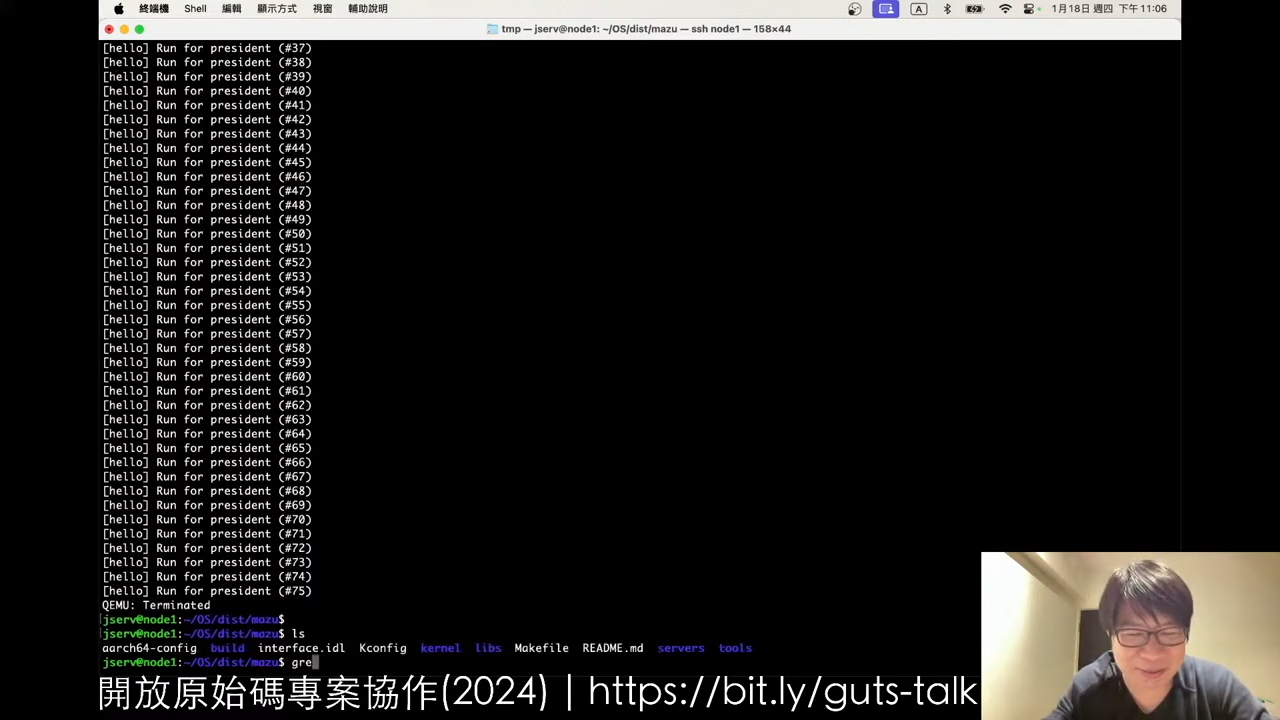 終端機 Shell 編輯 顯示方式 視窗 輔助說明 A 1月18日 週四 下午11:06
tmp — jserv@node1: ~/OS/dist/mazu — ssh node1 — 158×44
[hello] Run for president (#37)
[hello] Run for president (#38)
[hello] Run for president (#39)
[hello] Run for president (#40)
[hello] Run for president (#41)
[hello] Run for president (#42)
[hello] Run for president (#43)
[hello] Run for president (#44)
[hello] Run for president (#45)
[hello] Run for president (#46)
[hello] Run for president (#47)
[hello] Run for president (#48)
[hello] Run for president (#49)
[hello] Run for president (#50)
[hello] Run for president (#51)
[hello] Run for president (#52)
[hello] Run for president (#53)
[hello] Run for president (#54)
[hello] Run for president (#55)
[hello] Run for president (#56)
[hello] Run for president (#57)
[hello] Run for president (#58)
[hello] Run for president (#59)
[hello] Run for president (#60)
[hello] Run for president (#61)
[hello] Run for president (#62)
[hello] Run for president (#63)
[hello] Run for president (#64)
[hello] Run for president (#65)
[hello] Run for president (#66)
[hello] Run for president (#67)
[hello] Run for president (#68)
[hello] Run for president (#69)
[hello] Run for president (#70)
[hello] Run for president (#71)
[hello] Run for president (#72)
[hello] Run for president (#73)
[hello] Run for president (#74)
[hello] Run for president (#75)
QEMU: Terminated
jserv@node1:~/OS/dist/mazu$
jserv@node1:~/OS/dist/mazu$ ls
aarch64-config build interface.idl Kconfig kernel libs Makefile README.md servers tools
jserv@node1:~/OS/dist/mazu$ gre
開放原始碼專案協作(2024) | https://bit.ly/guts-talk